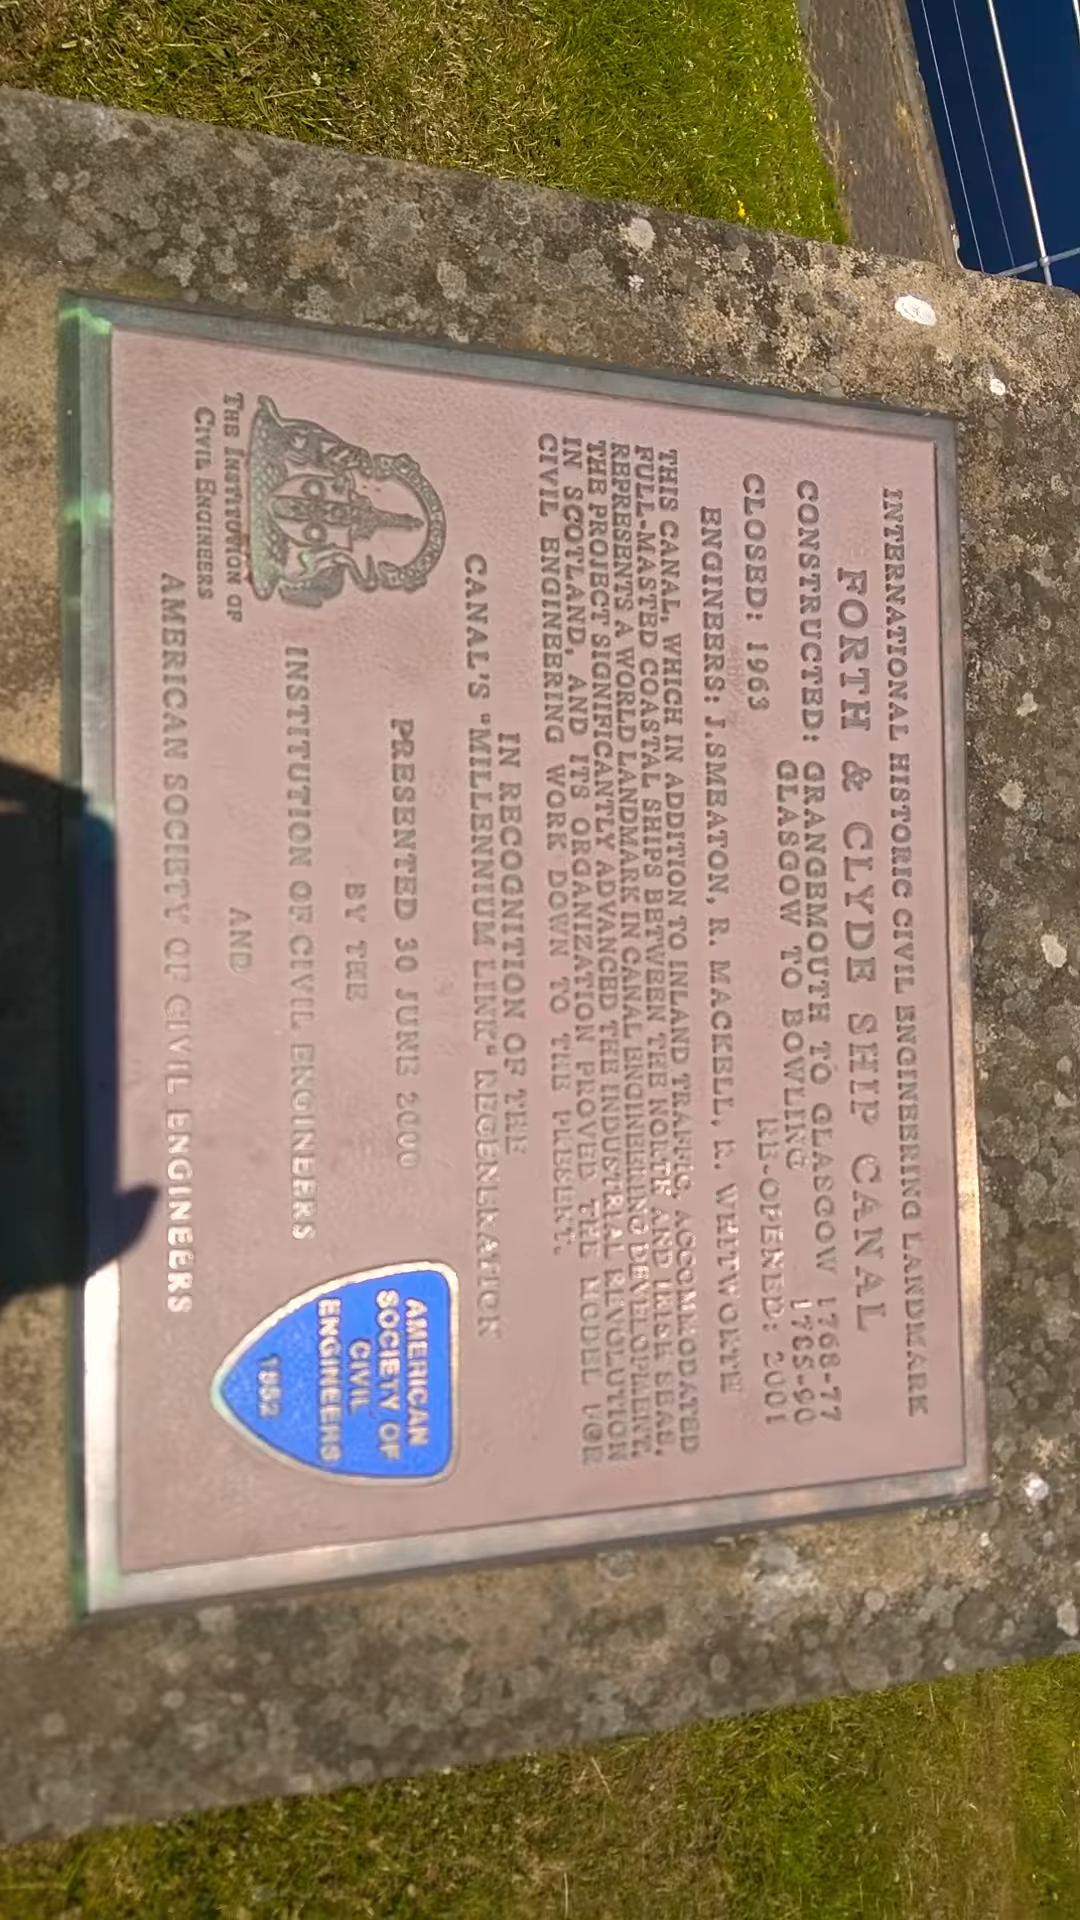 INTERNATIONAL HISTORIC CIVIL ENGINEERING LANDMARK
FORTH & CLYDE SHIP CANAL
CONSTRUCTED: GRANGEMOUTH TO GLASGOW 1768-77
GLASGOW TO BOWLING 1785-90
CLOSED: 1963 RE-OPENED: 2001
ENGINEERS: J.SMEATON, R. MACKELL, R. WHITWORTH
THIS CANAL, WHICH IN ADDITION TO INLAND TRAFFIC, ACCOMMODATED
FULL-MASTED COASTAL SHIPS BETWEEN THE NORTH AND IRISH SEAS,
REPRESENTS A WORLD LANDMARK IN CANAL ENGINEERING DEVELOPMENT.
THE PROJECT SIGNIFICANTLY ADVANCED THE INDUSTRIAL REVOLUTION
IN SCOTLAND, AND ITS ORGANIZATION PROVED THE MODEL FOR
CIVIL ENGINEERING WORK DOWN TO THE PRESENT.
IN RECOGNITION OF THE
CANAL'S "MILLENNIUM LINK" REGENERATION
PRESENTED 30 JUNE 2000
BY THE
INSTITUTION OF CIVIL ENGINEERS
AND
AMERICAN SOCIETY OF CIVIL ENGINEERS
THE INSTITUTION OF
CIVIL ENGINEERS
AMERICAN
SOCIETY OF
CIVIL
ENGINEERS
1852